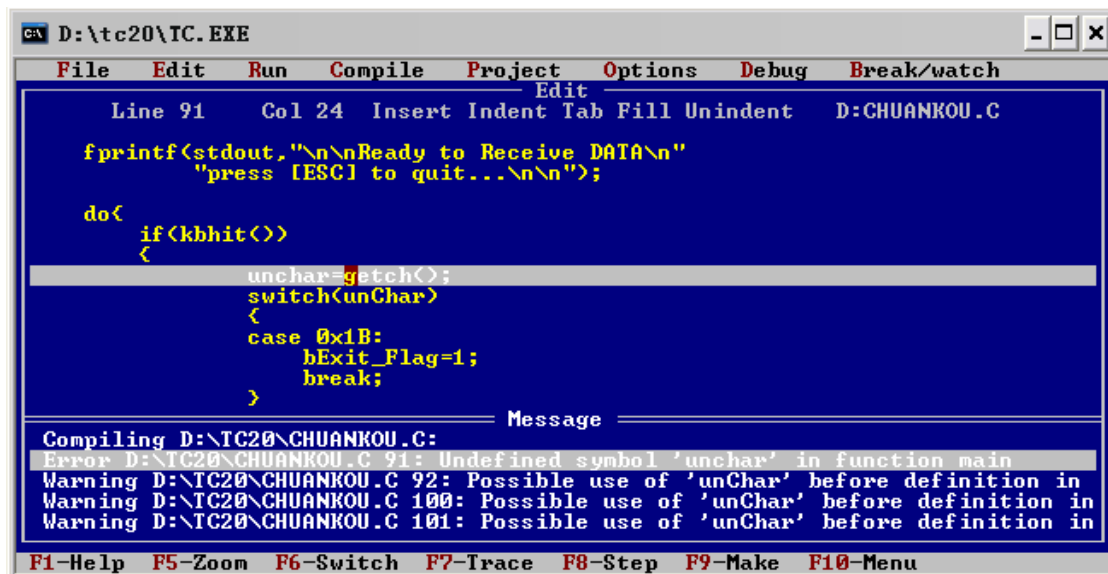 D:\tc20\TC.EXE
File Edit Run Compile Project Options Debug Break/watch
Edit
Line 91 Col 24 Insert Indent Tab Fill Unindent D:CHUANKOU.C
fprintf(stdout,"\n\nReady to Receive DATA\n"
"press [ESC] to quit...\n\n");
do{
if(kbhit())
{
unchar=getch();
switch(unChar)
{
case 0x1B:
bExit_Flag=1;
break;
}
Message
Compiling D:\TC20\CHUANKOU.C:
Error D:\TC20\CHUANKOU.C 91: Undefined symbol 'unchar' in function main
Warning D:\TC20\CHUANKOU.C 92: Possible use of 'unChar' before definition in
Warning D:\TC20\CHUANKOU.C 100: Possible use of 'unChar' before definition in
Warning D:\TC20\CHUANKOU.C 101: Possible use of 'unChar' before definition in
F1-Help F5-Zoom F6-Switch F7-Trace F8-Step F9-Make F10-Menu